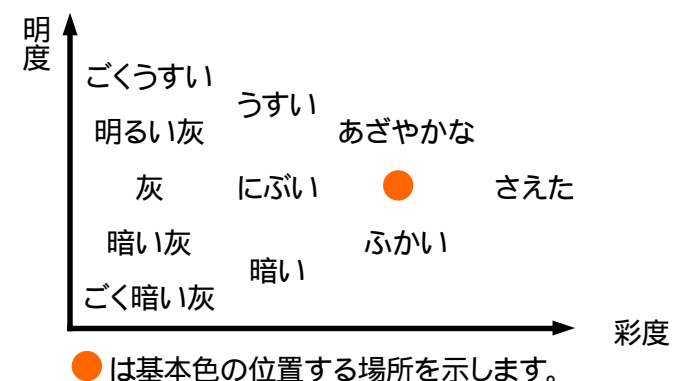 明度
ごくうすい
うすい
明るい灰
あざやかな
灰
にぶい
さえた
暗い灰
ふかい
暗い
ごく暗い灰
彩度
は基本色の位置する場所を示します。